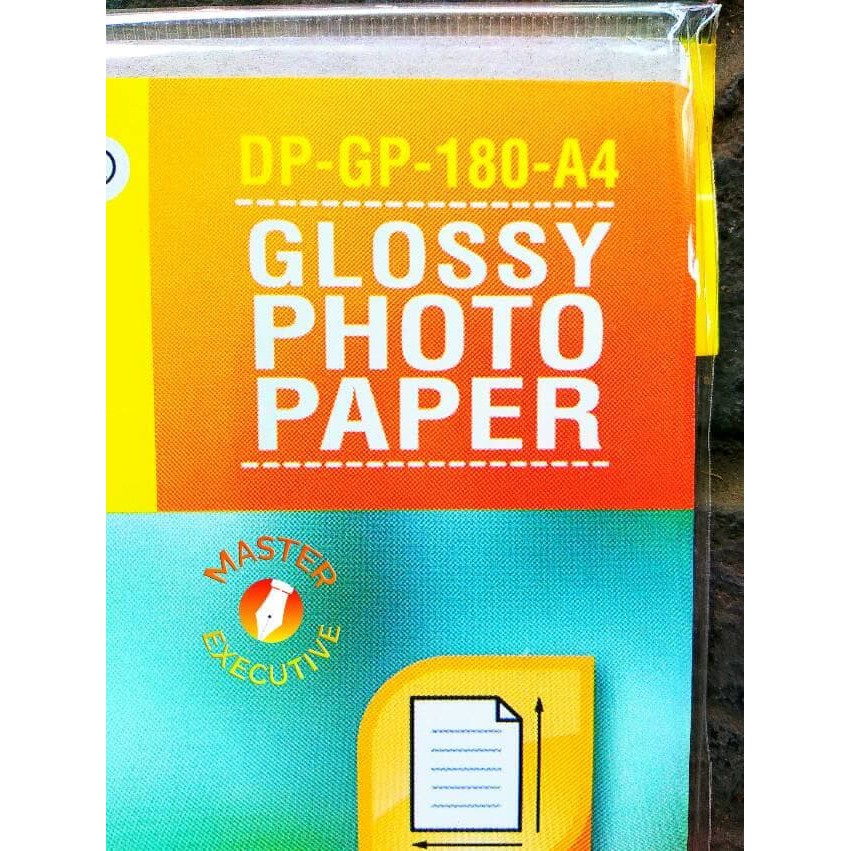 DP-GP-180-A4
GLOSSY
PHOTO
PAPER
MASTER
EXECUTIVE